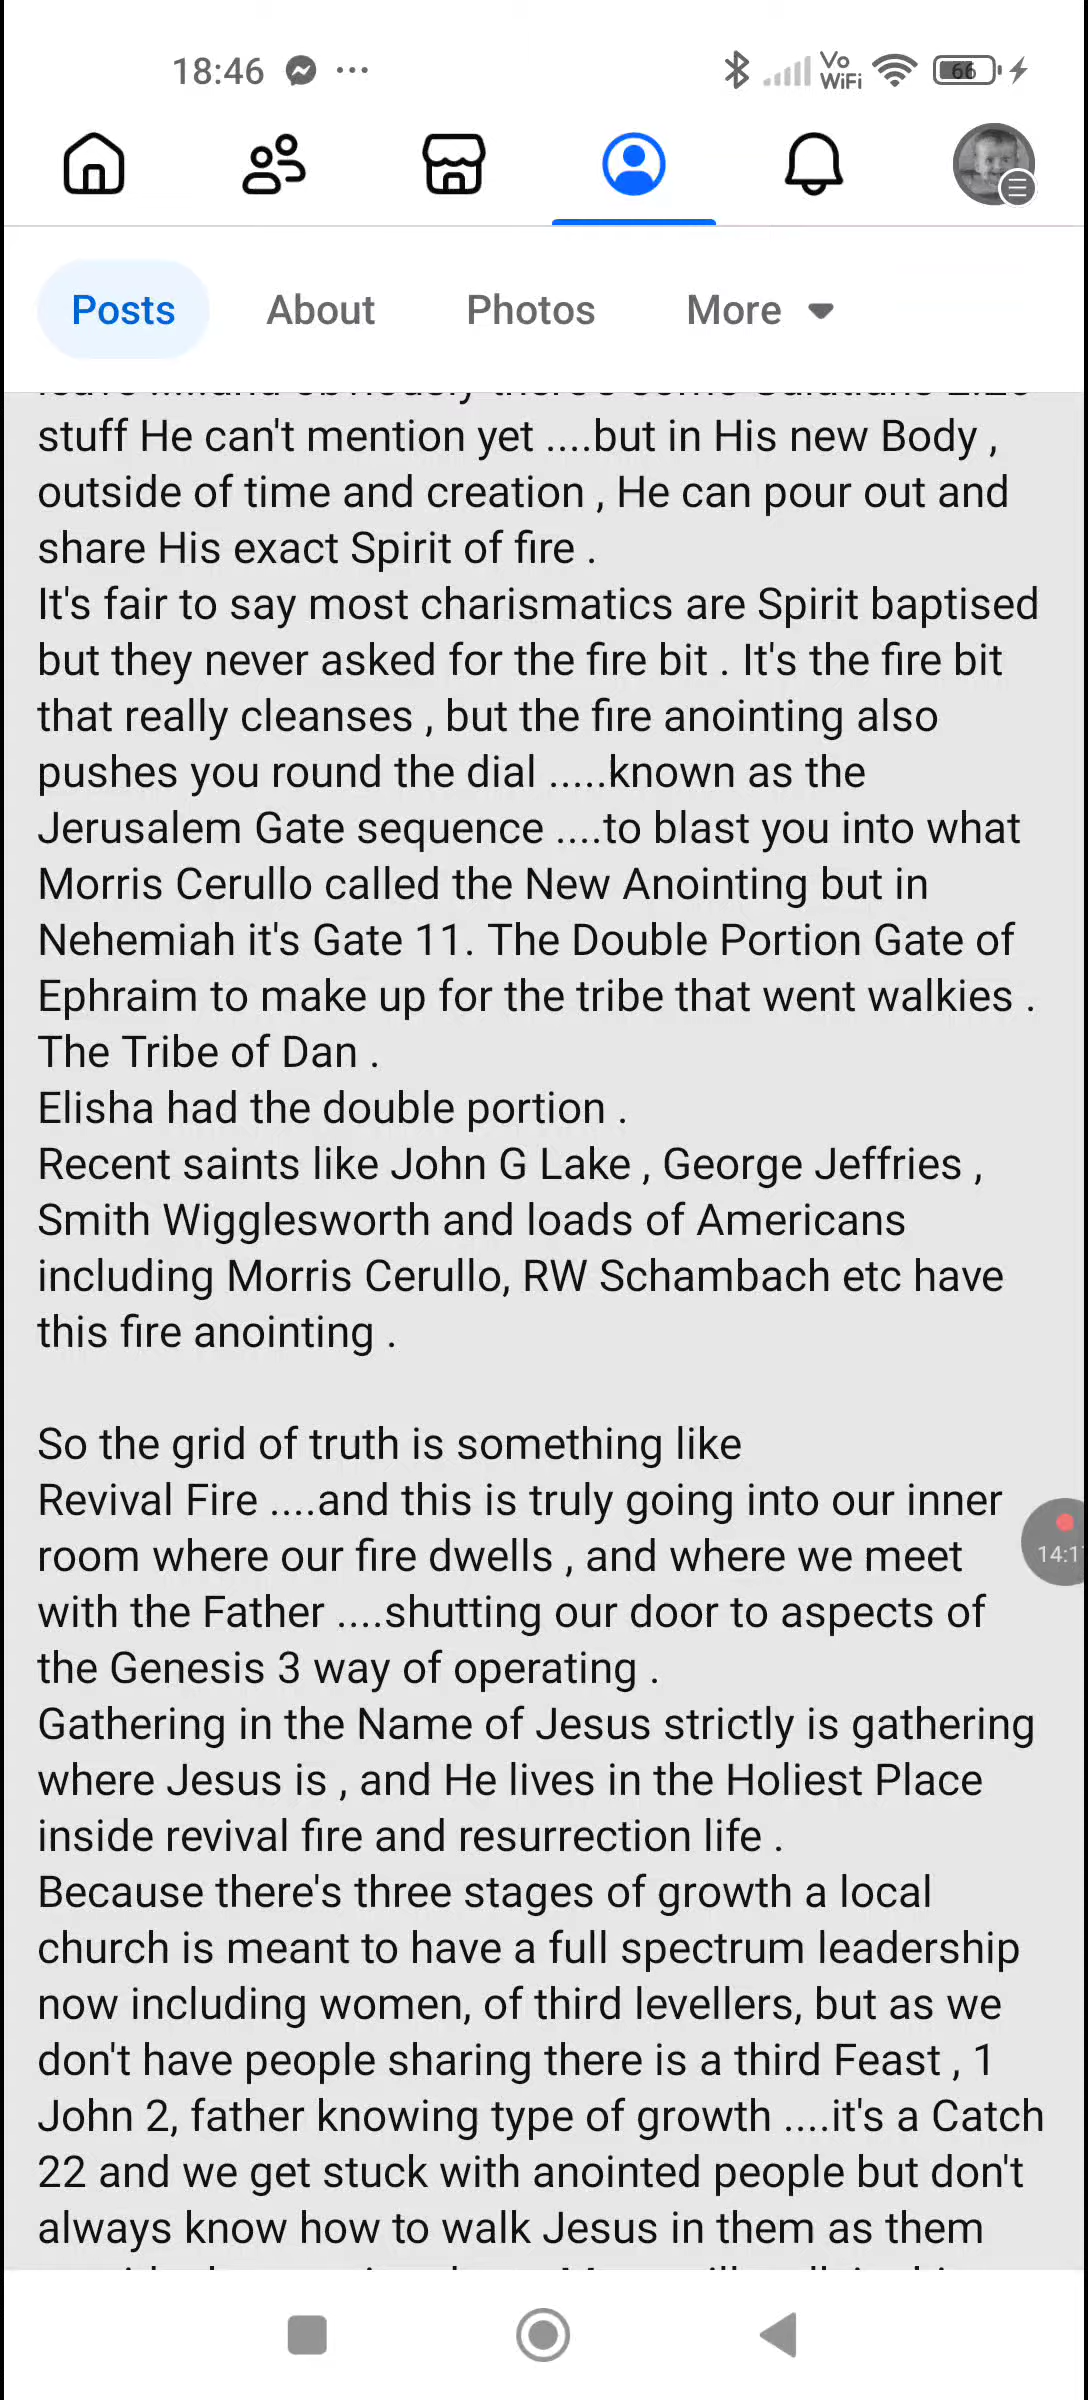 18:46
Vo
WiFi
66
Posts
About
Photos
More
stuff He can't mention yet ....but in His new Body ,
outside of time and creation , He can pour out and
share His exact Spirit of fire .
It's fair to say most charismatics are Spirit baptised
but they never asked for the fire bit . It's the fire bit
that really cleanses , but the fire anointing also
pushes you round the dial .....known as the
Jerusalem Gate sequence ....to blast you into what
Morris Cerullo called the New Anointing but in
Nehemiah it's Gate 11. The Double Portion Gate of
Ephraim to make up for the tribe that went walkies .
The Tribe of Dan .
Elisha had the double portion .
Recent saints like John G Lake , George Jeffries ,
Smith Wigglesworth and loads of Americans
including Morris Cerullo, RW Schambach etc have
this fire anointing .
So the grid of truth is something like
Revival Fire ....and this is truly going into our inner
room where our fire dwells , and where we meet
with the Father ....shutting our door to aspects of
the Genesis 3 way of operating .
Gathering in the Name of Jesus strictly is gathering
where Jesus is , and He lives in the Holiest Place
inside revival fire and resurrection life .
Because there's three stages of growth a local
church is meant to have a full spectrum leadership
now including women, of third levellers, but as we
don't have people sharing there is a third Feast , 1
John 2, father knowing type of growth ....it's a Catch
22 and we get stuck with anointed people but don't
always know how to walk Jesus in them as them